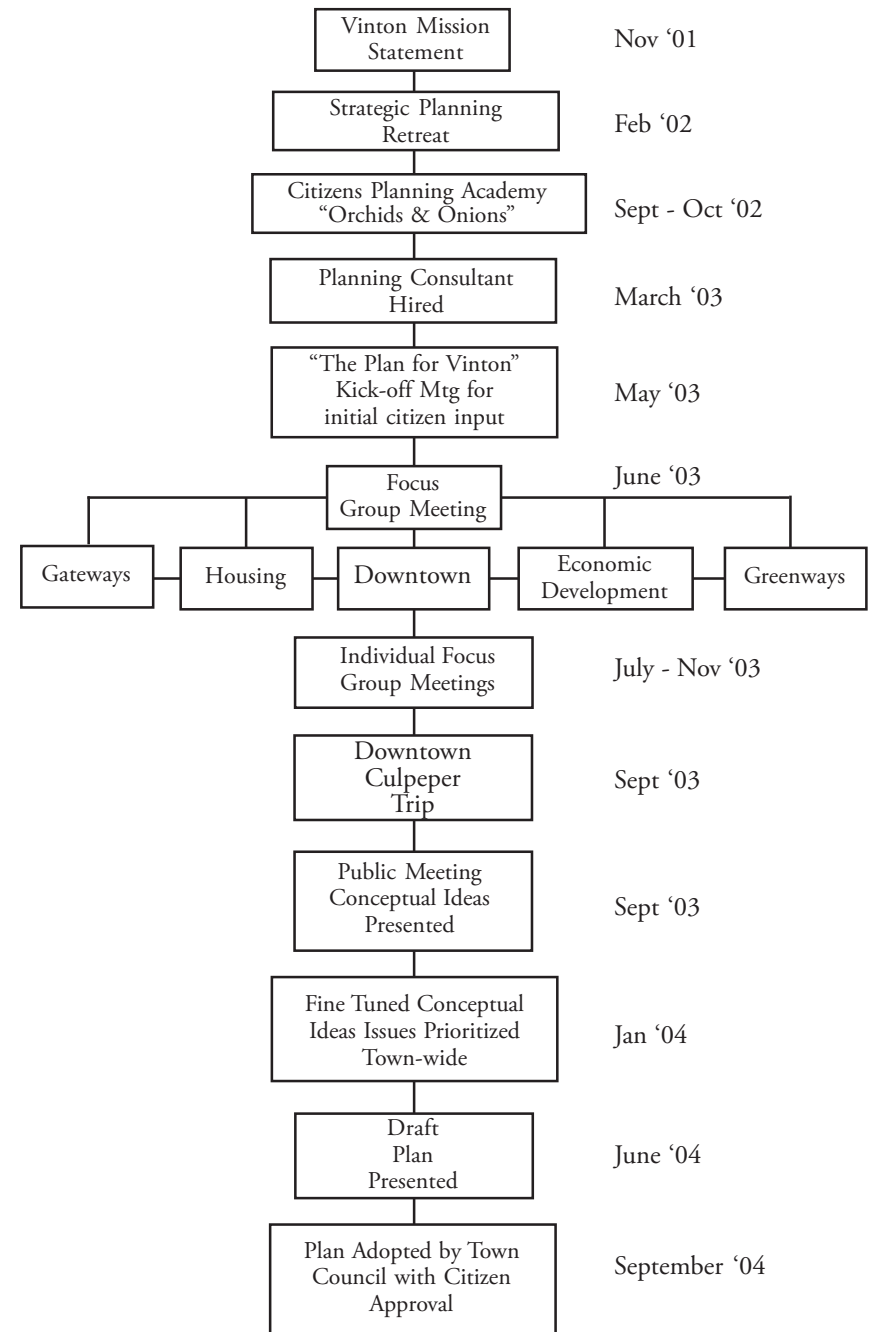 Vinton Mission
Statement
Nov ‘01
Strategic Planning
Retreat
Feb ‘02
Citizens Planning Academy
“Orchids & Onions”
Sept - Oct ‘02
Planning Consultant
Hired
March ‘03
“The Plan for Vinton”
Kick-off Mtg for
initial citizen input
May ‘03
Focus
Group Meeting
June ‘03
Gateways
Housing
Downtown
Economic
Development
Greenways
Individual Focus
Group Meetings
July - Nov ‘03
Downtown
Culpeper
Trip
Sept ‘03
Public Meeting
Conceptual Ideas
Presented
Sept ‘03
Fine Tuned Conceptual
Ideas Issues Prioritized
Town-wide
Jan ‘04
Draft
Plan
Presented
June ‘04
Plan Adopted by Town
Council with Citizen
Approval
September ‘04